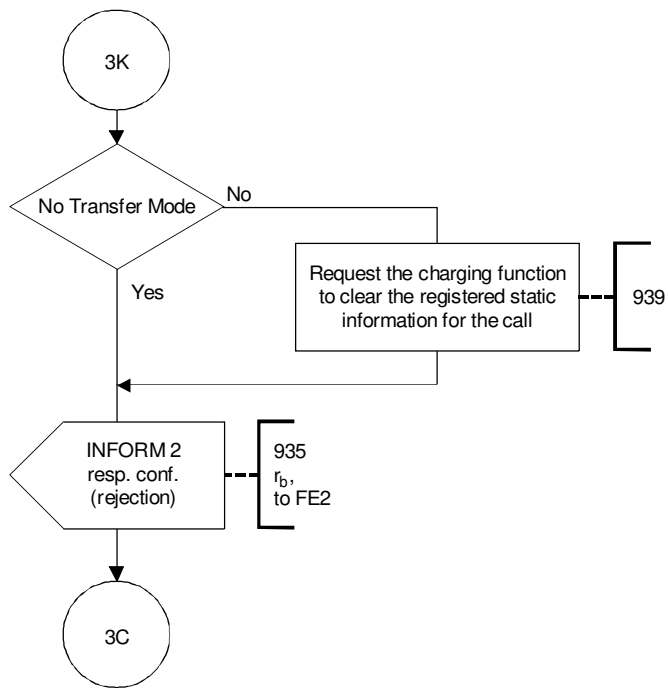 3K
No Transfer Mode
No
Yes
Request the charging function
to clear the registered static
information for the call
939
INFORM 2
resp. conf.
(rejection)
935
r_b,
to FE2
3C